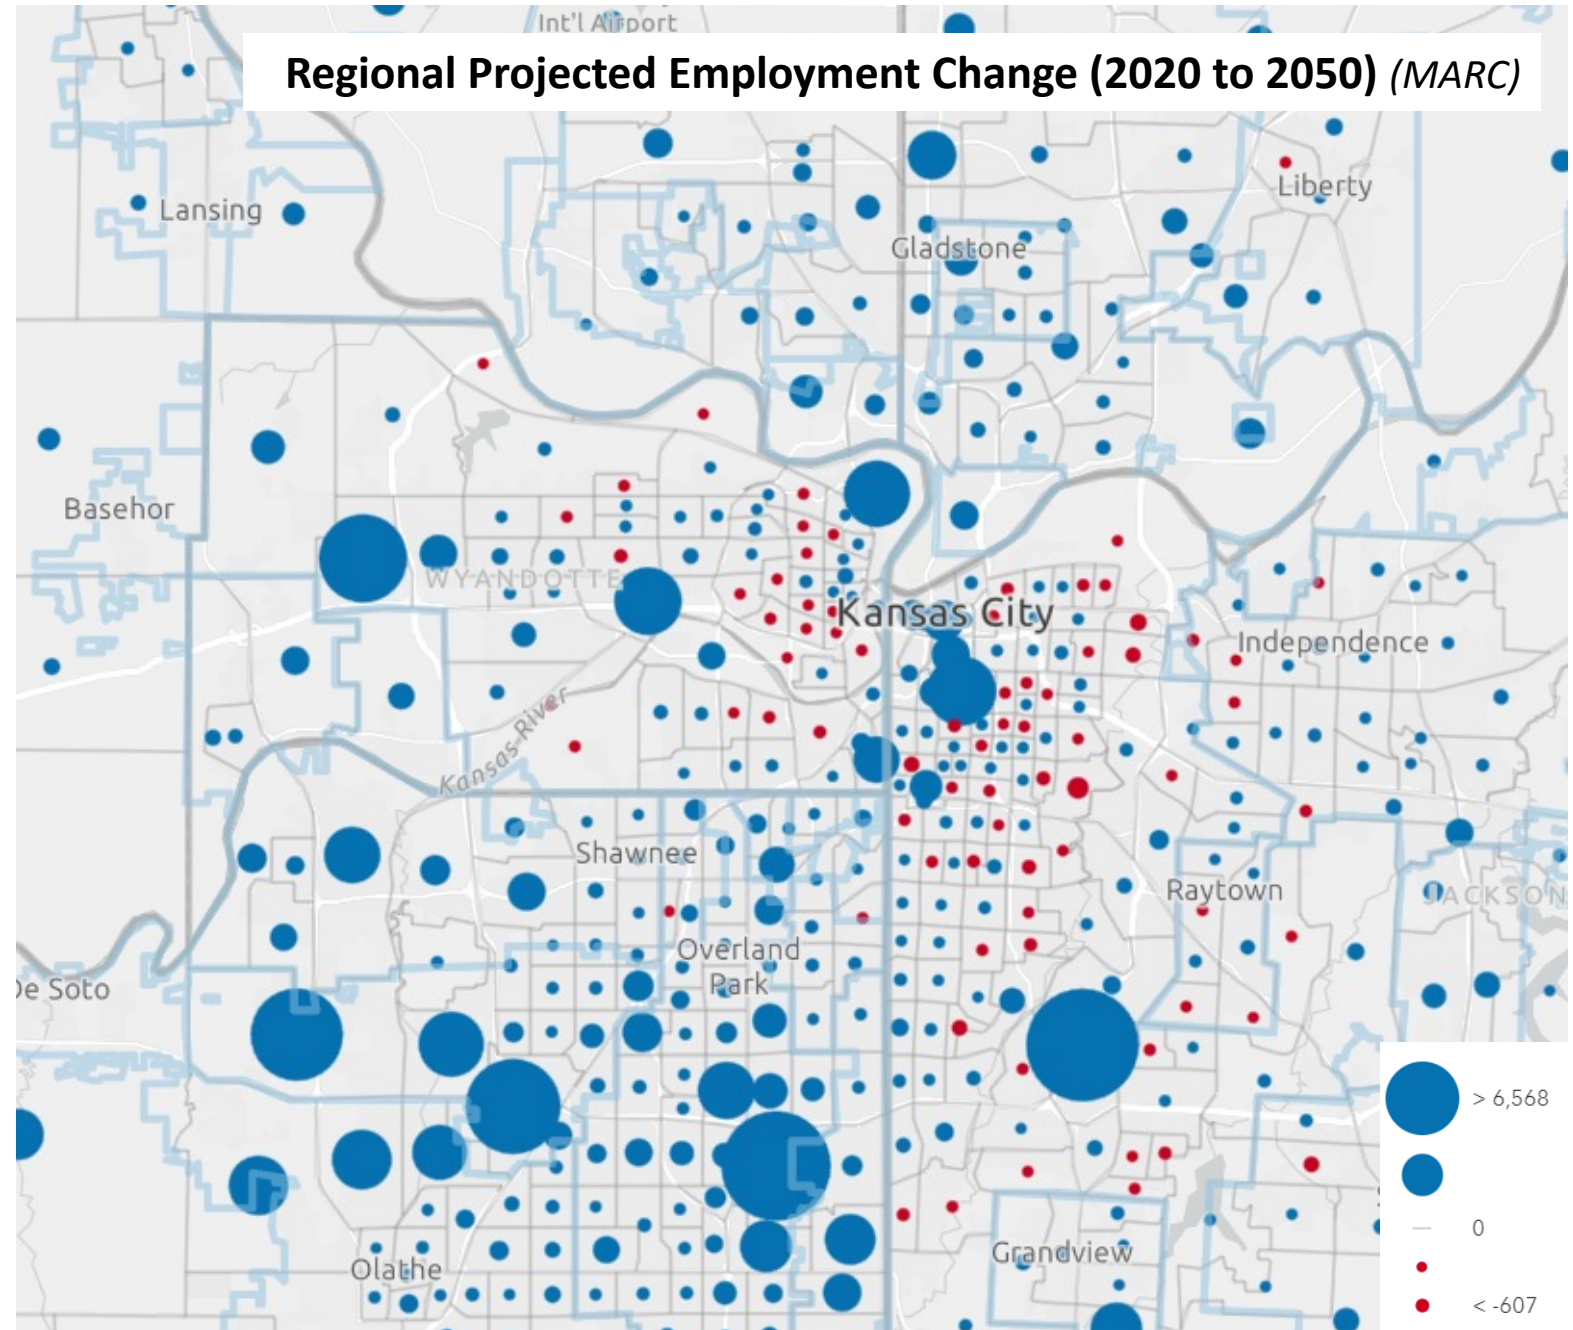 Int'l Airport
Regional Projected Employment Change (2020 to 2050) (MARC)
Liberty
Lansing
Gladstone
Basehor
WYANDOTTE
Kansas City
Independence
Kansas River
Shawnee
Raytown
JACKSON
Overland
Park
De Soto
> 6,568
0
Grandview
Olathe
< -607